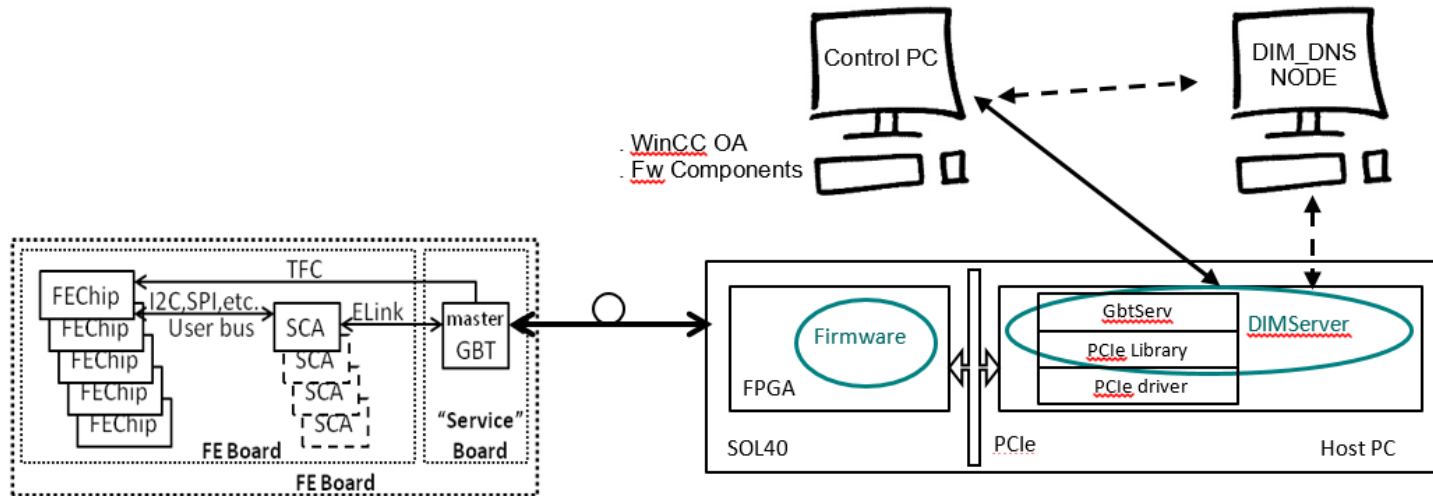 Control PC
DIM_DNS
NODE
. WinCC OA
. Fw Components
TFC
FEChip
I2C,SPI,etc.
User bus
ELink
SCA
master
GBT
FEChip
FEChip
FEChip
FEChip
SCA
SCA
SCA
"Service"
Board
FE Board
FE Board
Firmware
FPGA
SOL40
PCIe
GbtServ
PCIe Library
PCIe driver
DIMServer
Host PC